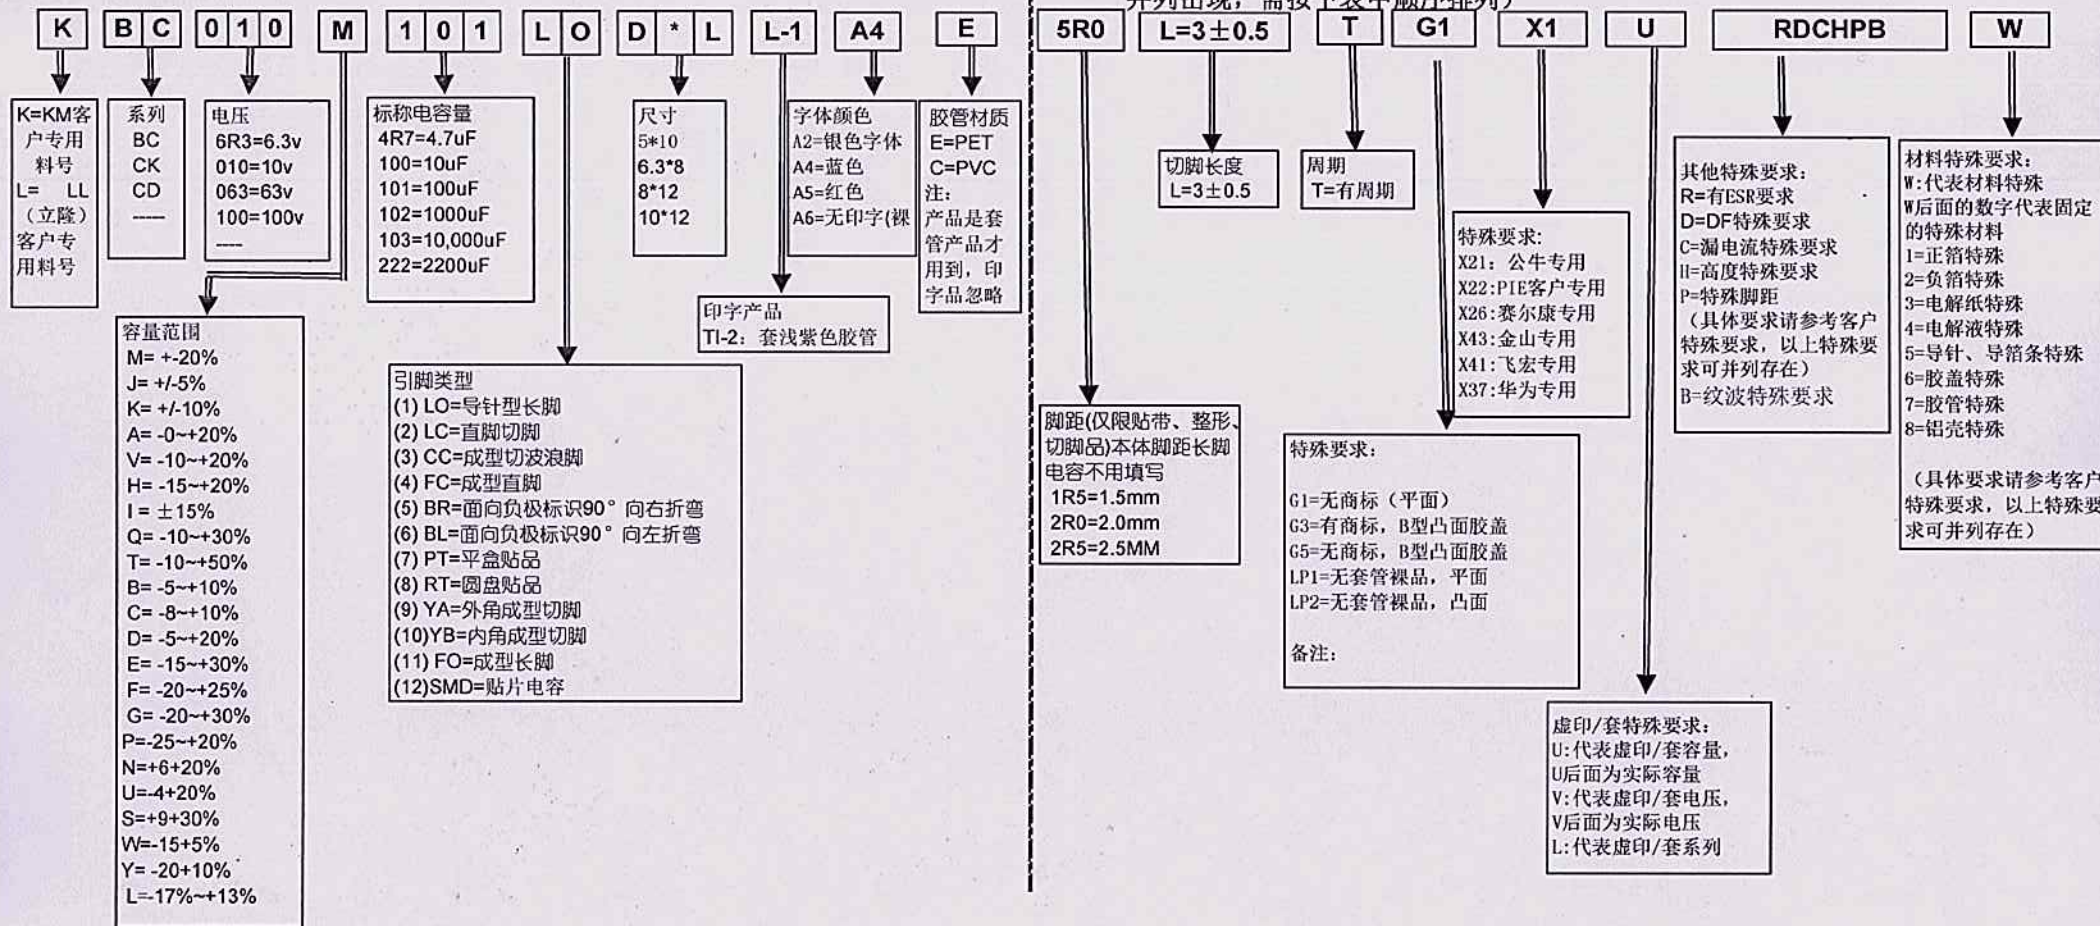 并列出现，需按下表中顺序排列）
K B C 0 1 0 M 1 0 1 L O D * L L-1 A4 E 5R0 L=3±0.5 T G1 X1 U RDCHPB W
K=KM客
户专用
料号
L= LL
（立隆）
客户专
用料号
系列
BC
CK
CD
-----
电压
6R3=6.3v
010=10v
063=63v
100=100v
----
标称电容量
4R7=4.7uF
100=10uF
101=100uF
102=1000uF
103=10,000uF
222=2200uF
尺寸
5*10
6.3*8
8*12
10*12
字体颜色
A2=银色字体
A4=蓝色
A5=红色
A6=无印字(裸
胶管材质
E=PET
C=PVC
注：
产品是套
管产品才
用到，印
字品忽略
印字产品
TI-2：套浅紫色胶管
容量范围
M= +-20%
J= +/-5%
K= +/-10%
A= -0~+20%
V= -10~+20%
H= -15~+20%
I = ±15%
Q= -10~+30%
T= -10~+50%
B= -5~+10%
C= -8~+10%
D= -5~+20%
E= -15~+30%
F= -20~+25%
G= -20~+30%
P=-25~+20%
N=+6+20%
U=-4+20%
S=+9+30%
W=-15+5%
Y= -20+10%
L=-17%~+13%
引脚类型
(1) LO=导针型长脚
(2) LC=直脚切脚
(3) CC=成型切波浪脚
(4) FC=成型直脚
(5) BR=面向负极标识90° 向右折弯
(6) BL=面向负极标识90° 向左折弯
(7) PT=平盒贴品
(8) RT=圆盘贴品
(9) YA=外角成型切脚
(10)YB=内角成型切脚
(11) FO=成型长脚
(12)SMD=贴片电容
脚距(仅限贴带、整形、
切脚品)本体脚距长脚
电容不用填写
1R5=1.5mm
2R0=2.0mm
2R5=2.5MM
切脚长度
L=3±0.5
周期
T=有周期
特殊要求：
G1=无商标（平面）
G3=有商标，B型凸面胶盖
G5=无商标，B型凸面胶盖
LP1=无套管裸品，平面
LP2=无套管裸品，凸面
备注：
特殊要求:
X21：公牛专用
X22:PIE客户专用
X26:赛尔康专用
X43:金山专用
X41:飞宏专用
X37:华为专用
虚印/套特殊要求：
U:代表虚印/套容量，
U后面为实际容量
V:代表虚印/套电压，
V后面为实际电压
L:代表虚印/套系列
其他特殊要求：
R=有ESR要求
D=DF特殊要求
C=漏电流特殊要求
H=高度特殊要求
P=特殊脚距
（具体要求请参考客户
特殊要求，以上特殊要
求可并列存在）
B=纹波特殊要求
材料特殊要求：
W:代表材料特殊
W后面的数字代表固定
的特殊材料
1=正箔特殊
2=负箔特殊
3=电解纸特殊
4=电解液特殊
5=导针、导箔条特殊
6=胶盖特殊
7=胶管特殊
8=铝壳特殊
（具体要求请参考客户
特殊要求，以上特殊要
求可并列存在）